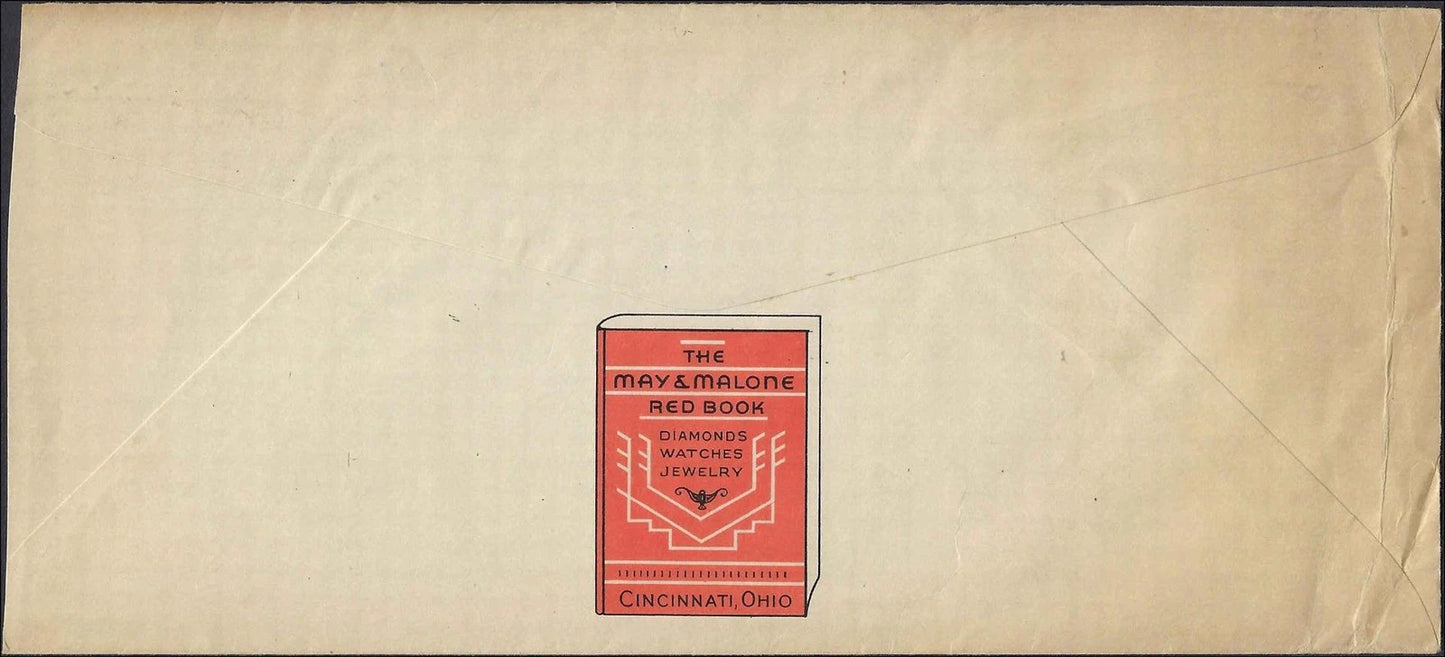 THE
MAY & MALONE
RED BOOK
DIAMONDS
WATCHES
JEWELRY
CINCINNATI, OHIO